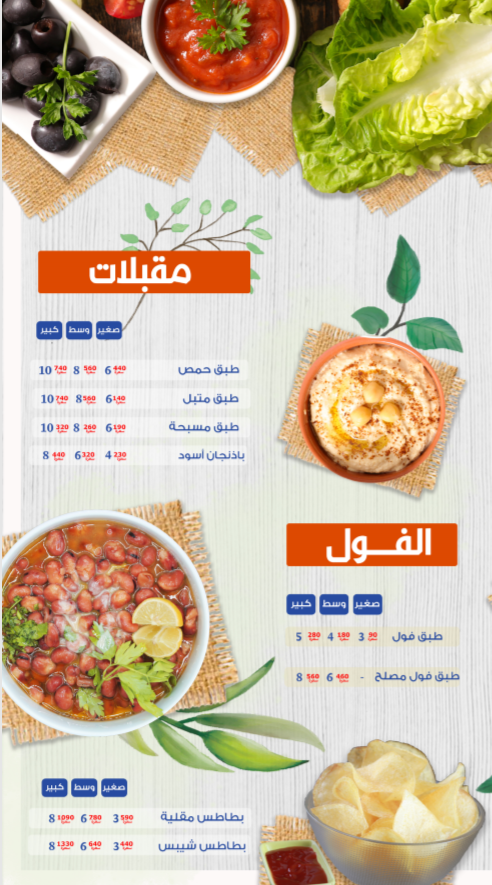 مقبلات
صغير وسط كبير
طبق حمص 6 440 8 560 10 740
طبق متبل 6 140 8 560 10 740
طبق مسبحة 6 190 8 260 10 320
باذنجان أسود 4 230 6 320 8 440
الفـــول
صغير وسط كبير
طبق فول 3 90 4 180 5 280
طبق فول مصلح - 6 460 8 560
صغير وسط كبير
بطاطس مقلية 3 590 6 780 8 1090
بطاطس شيبس 3 440 6 640 8 1330